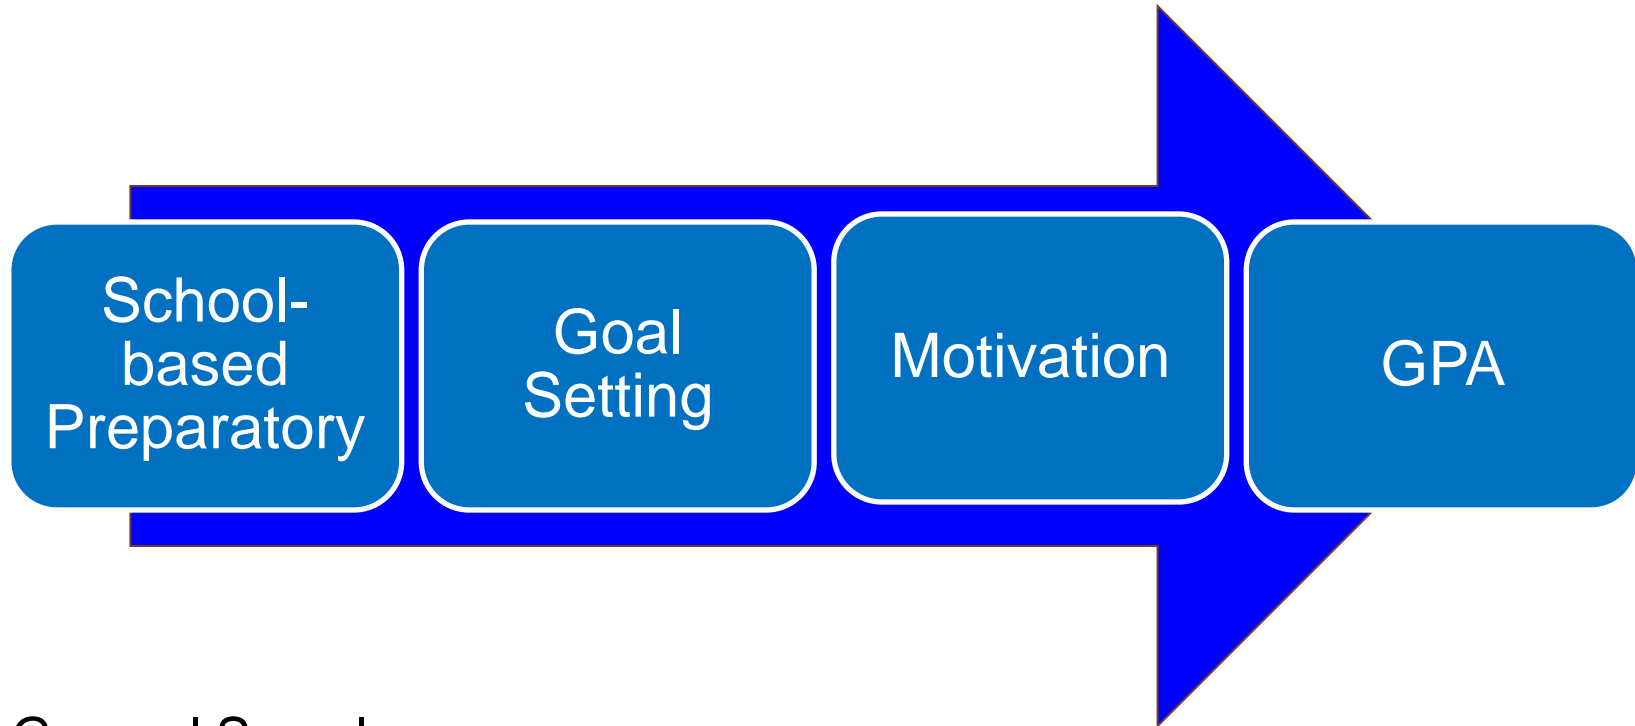 School-
based
Preparatory
Goal
Setting
Motivation
GPA